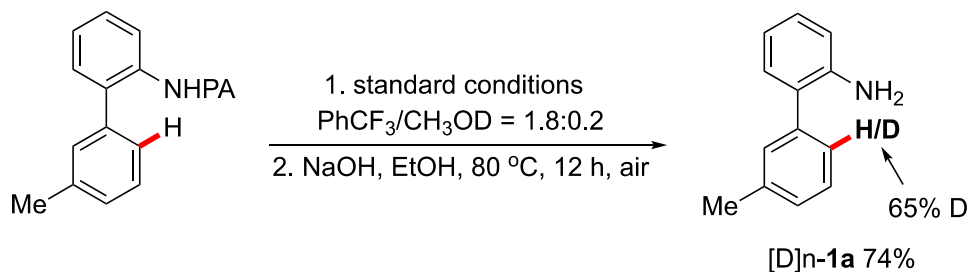 NHPA
H
Me
1. standard conditions
PhCF3/CH3OD = 1.8:0.2
2. NaOH, EtOH, 80 ºC, 12 h, air
NH2
H/D
Me
65% D
[D]n-1a 74%